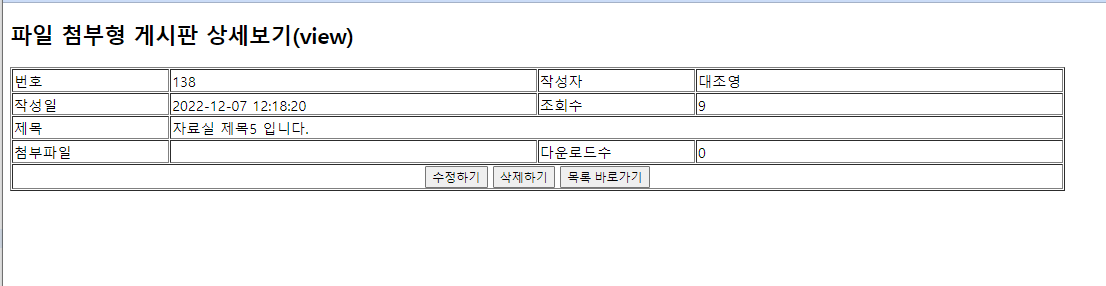 파일 첨부형 게시판 상세보기(view)
번호 138 작성자 대조영
작성일 2022-12-07 12:18:20 조회수 9
제목 자료실 제목5 입니다.
첨부파일 다운로드수 0
수정하기 삭제하기 목록 바로가기